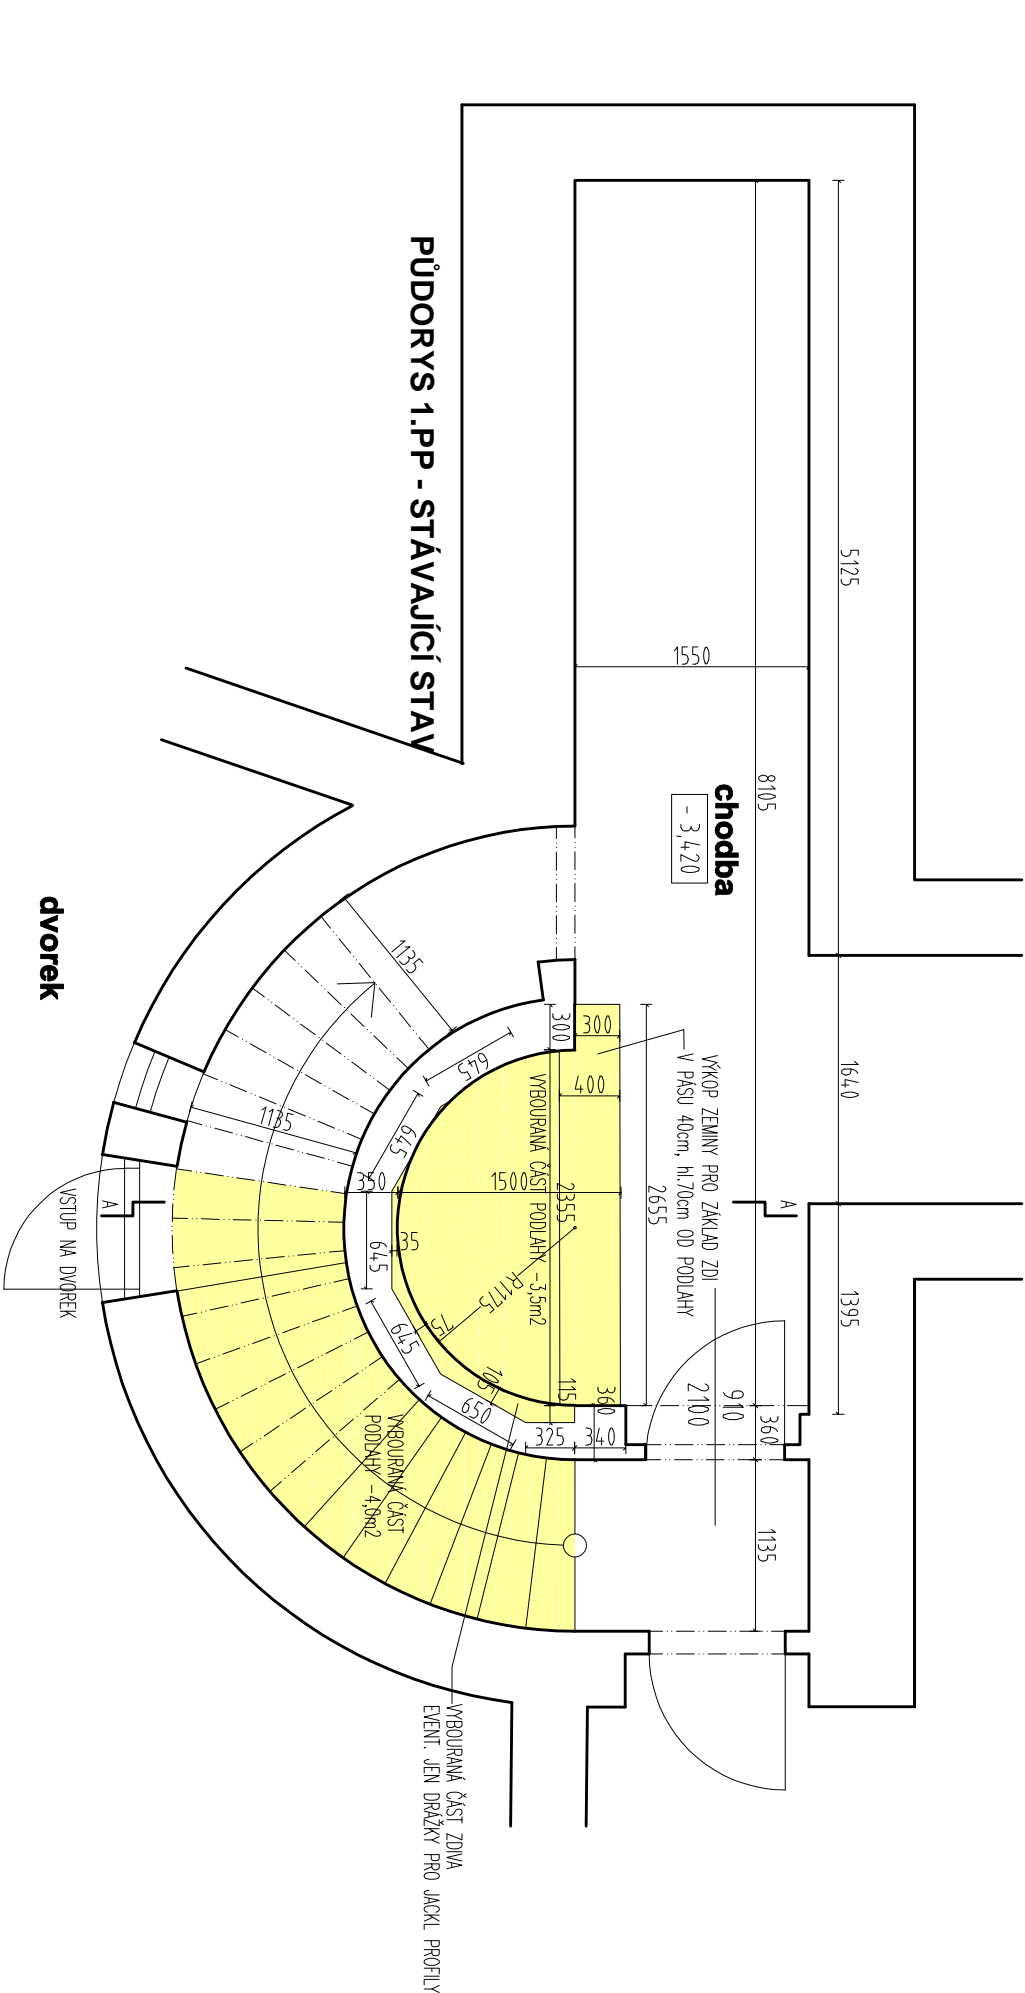 PŮDORYS 1.PP - STÁVAJÍCÍ STAV
chodba
- 3,420
dvorek
5125
8105
1550
1640
1395
VÝKOP ZEMINY PRO ZÁKLAD ZDI
V PÁSU 40cm, hl.70cm OD PODLAHY
A
A
VSTUP NA DVOREK
910
2100
360
1135
2655
300
300
400
VYBOURANÁ ČÁST PODLAHY -3,5m2
2355
1500
350
35
R1175
75
105
115
360
325
340
1135
1135
645
645
645
645
650
VYBOURANÁ ČÁST
PODLAHY -4,0m2
VYBOURANÁ ČÁST ZDIVA
EVENT. JEN DRÁŽKY PRO JACKL PROFILY